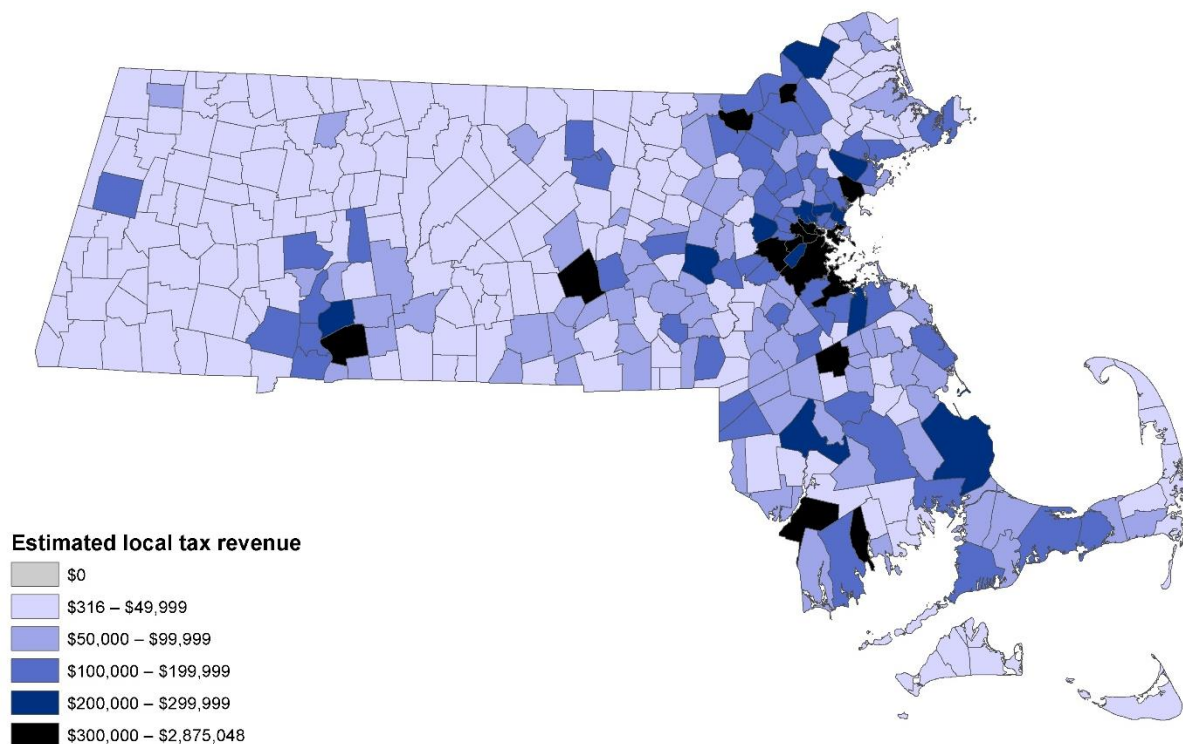 Estimated local tax revenue
$0
$316 – $49,999
$50,000 – $99,999
$100,000 – $199,999
$200,000 – $299,999
$300,000 – $2,875,048